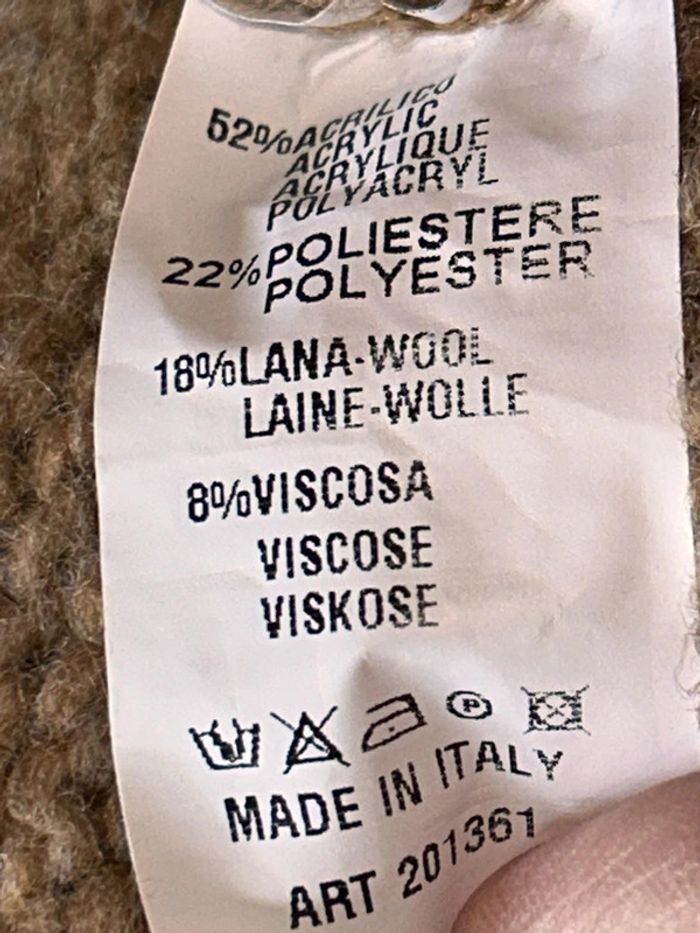 52%ACRILICO
ACRYLIC
ACRYLIQUE
POLYACRYL
22%POLIESTERE
POLYESTER
18%LANA-WOOL
LAINE-WOLLE
8%VISCOSA
VISCOSE
VISKOSE
P
MADE IN ITALY
ART 201361